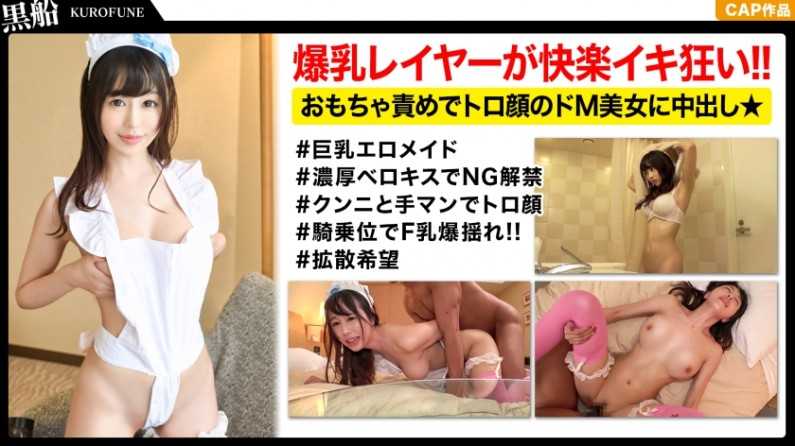 黒船 KUROFUNE
CAP作品
爆乳レイヤーが快楽イキ狂い!!
おもちゃ責めでトロ顔のドM美女に中出し★
#巨乳エロメイド
#濃厚ベロキスでNG解禁
#クンニと手マンでトロ顔
#騎乗位でF乳爆揺れ!!
#拡散希望